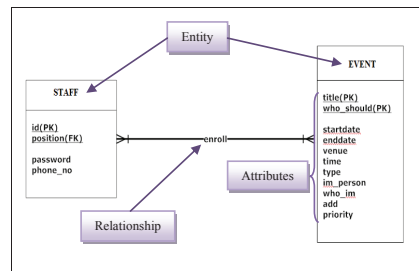 Entity
EVENT
STAFF
title(PK)
who_should(PK)
id(PK)
position(FK)
startdate
enddate
enroll
venue
password
time
phone_no
type
Attributes
im_person
who_im
add
priority
Relationship